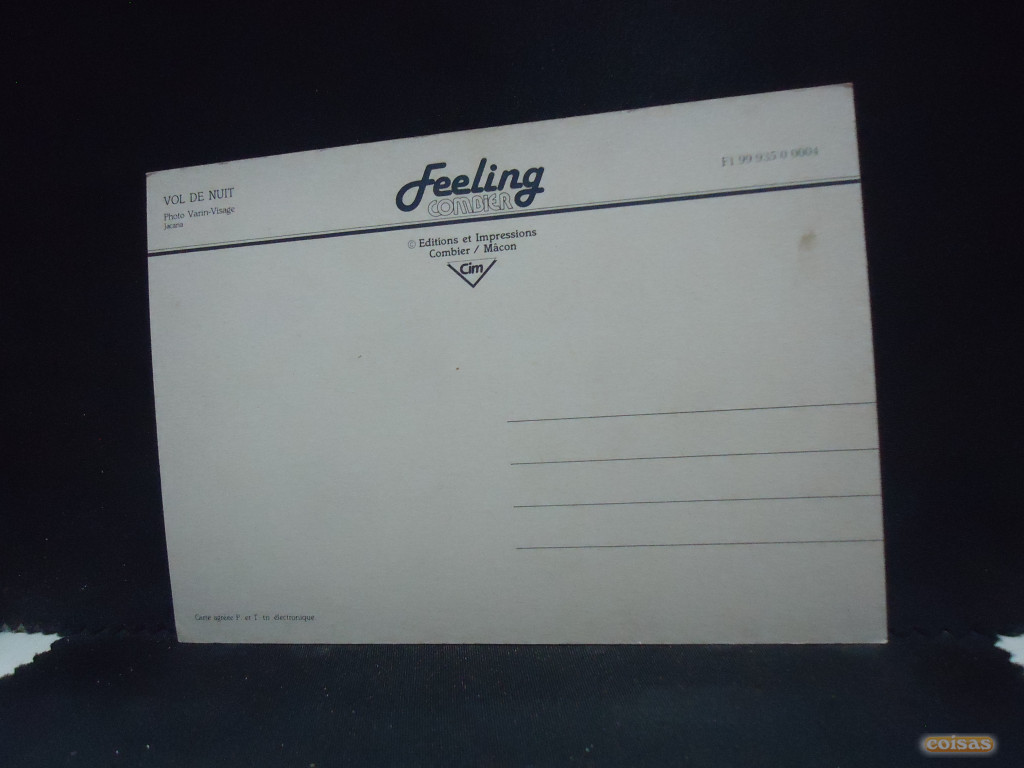 VOL DE NUIT
Photo Varin-Visage
Jacana
Feeling
COMBIER
F1 99 935 0 0604
© Editions et Impressions
Combier / Mâcon
Cim
Carte agréée P. et T. tri électronique
coisas